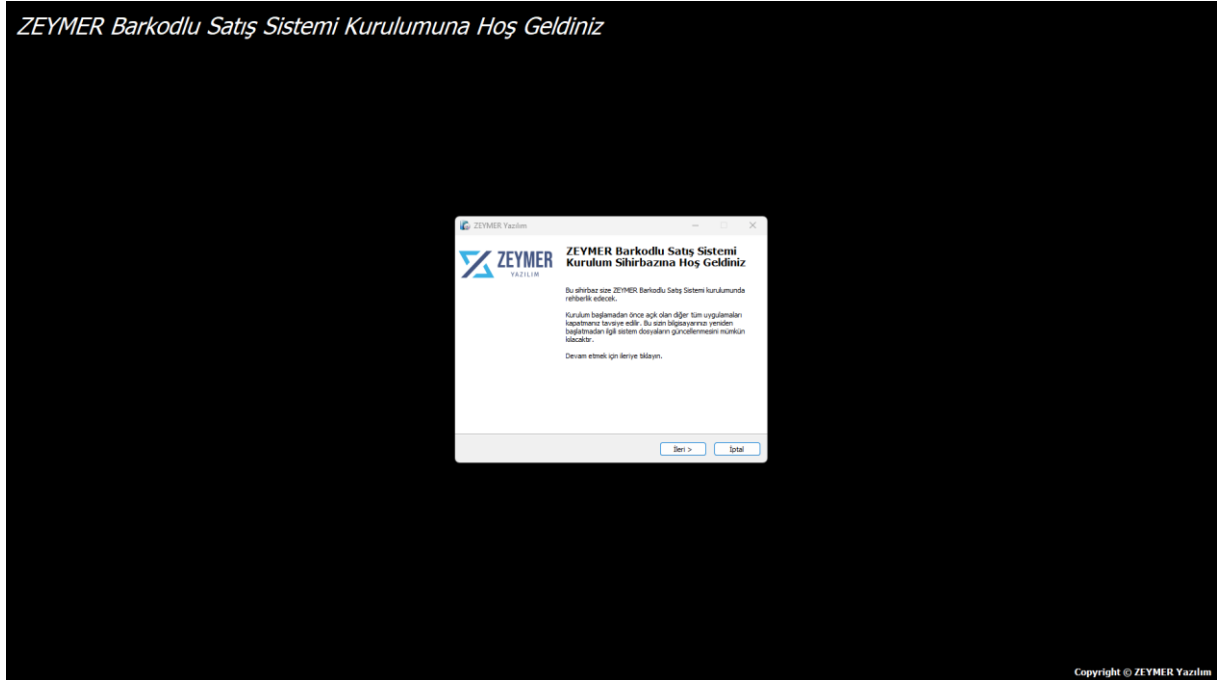 ZEYMER Barkodlu Satış Sistemi Kurulumuna Hoş Geldiniz
ZEYMER Yazılım
ZEYMER
YAZILIM
ZEYMER Barkodlu Satış Sistemi
Kurulum Sihirbazına Hoş Geldiniz
Bu sihirbaz size ZEYMER Barkodlu Satış Sistemi kurulumunda
rehberlik edecek.
Kurulum başlamadan önce açık olan diğer tüm uygulamaları
kapatmanız tavsiye edilir. Bu sizin bilgisayarınızı yeniden
başlatmadan ilgili sistem dosyaların güncellenmesini mümkün
kılacaktır.
Devam etmek için ileriye tıklayın.
İleri >
İptal
Copyright © ZEYMER Yazılım